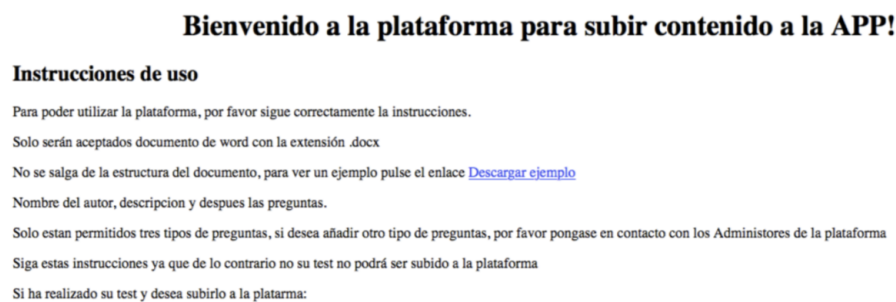 Bienvenido a la plataforma para subir contenido a la APP!
Instrucciones de uso
Para poder utilizar la plataforma, por favor sigue correctamente la instrucciones.
Solo serán aceptados documento de word con la extensión .docx
No se salga de la estructura del documento, para ver un ejemplo pulse el enlace Descargar ejemplo
Nombre del autor, descripcion y despues las preguntas.
Solo estan permitidos tres tipos de preguntas, si desea añadir otro tipo de preguntas, por favor pongase en contacto con los Administores de la plataforma
Siga estas instrucciones ya que de lo contrario no su test no podrá ser subido a la plataforma
Si ha realizado su test y desea subirlo a la platarma: